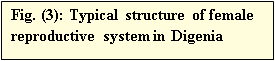 Fig. (3): Typical structure of female
reproductive system in Digenia